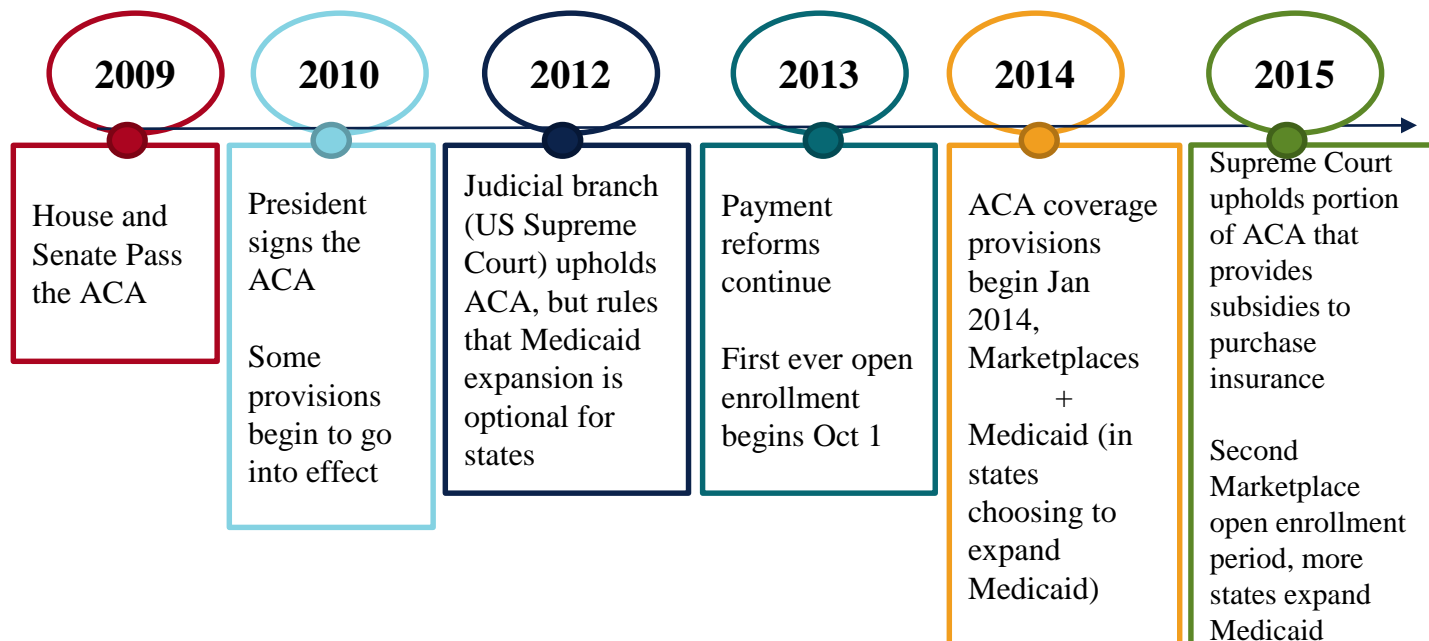 2009
House and
Senate Pass
the ACA
2010
President
signs the
ACA
Some
provisions
begin to go
into effect
2012
Judicial branch
(US Supreme
Court) upholds
ACA, but rules
that Medicaid
expansion is
optional for
states
2013
Payment
reforms
continue
First ever open
enrollment
begins Oct 1
2014
ACA coverage
provisions
begin Jan
2014,
Marketplaces
+
Medicaid (in
states
choosing to
expand
Medicaid)
2015
Supreme Court
upholds portion
of ACA that
provides
subsidies to
purchase
insurance
Second
Marketplace
open enrollment
period, more
states expand
Medicaid